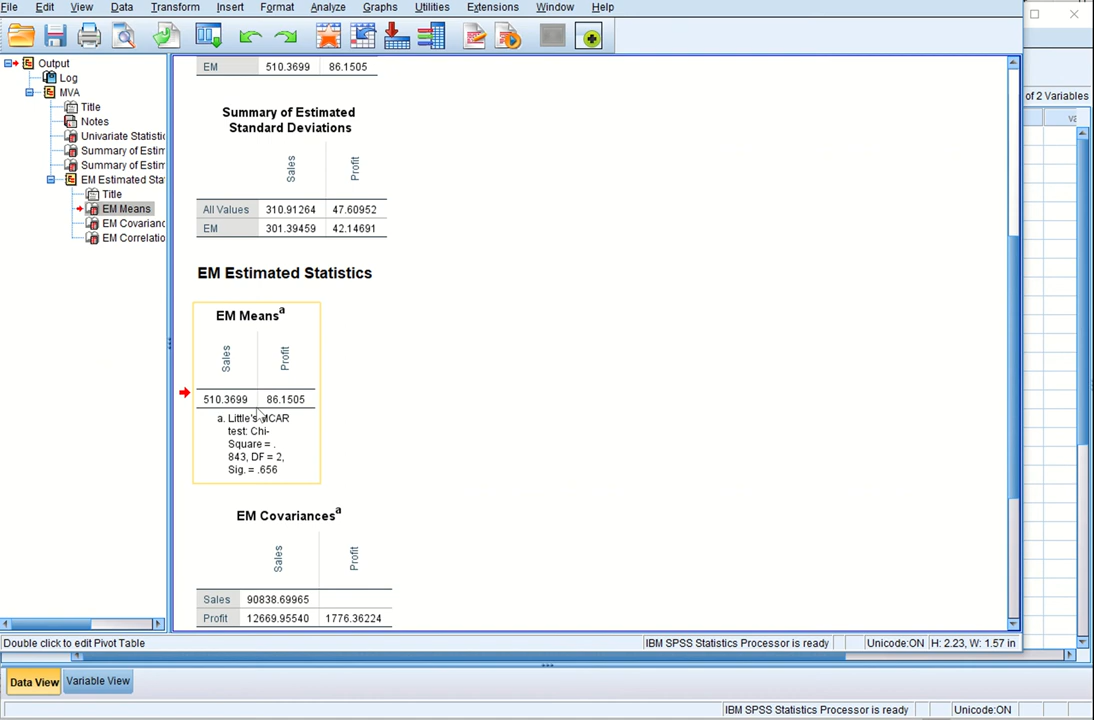 File Edit View Data Transform Insert Format Analyze Graphs Utilities Extensions Window Help
of 2 Variables
va
Output
Log
MVA
Title
Notes
Univariate Statistic
Summary of Estim
Summary of Estim
EM Estimated Stat
Title
EM Means
EM Covarianc
EM Correlatio
EM 510.3699 86.1505
Summary of Estimated
Standard Deviations
Sales Profit
All Values 310.91264 47.60952
EM 301.39459 42.14691
EM Estimated Statistics
EM Meansᵃ
Sales Profit
510.3699 86.1505
a. Little's MCAR
test: Chi-
Square = .
843, DF = 2,
Sig. = .656
EM Covariancesᵃ
Sales Profit
Sales 90838.69965
Profit 12669.95540 1776.36224
Double click to edit Pivot Table
IBM SPSS Statistics Processor is ready Unicode:ON H: 2.23, W: 1.57 in
Data View Variable View
IBM SPSS Statistics Processor is ready Unicode:ON